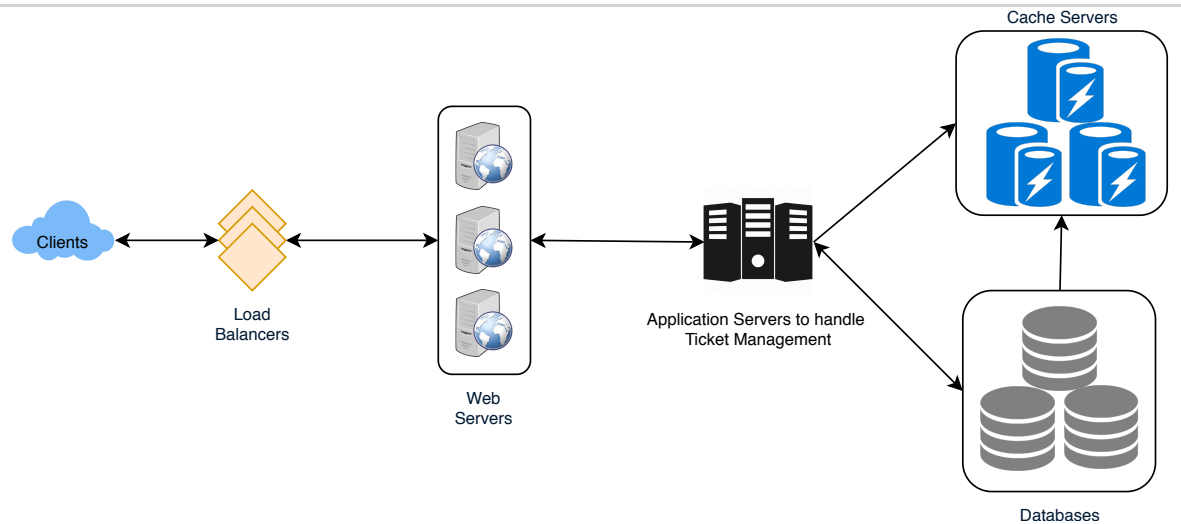 Cache Servers
Clients
Load
Balancers
Web
Servers
Application Servers to handle
Ticket Management
Databases